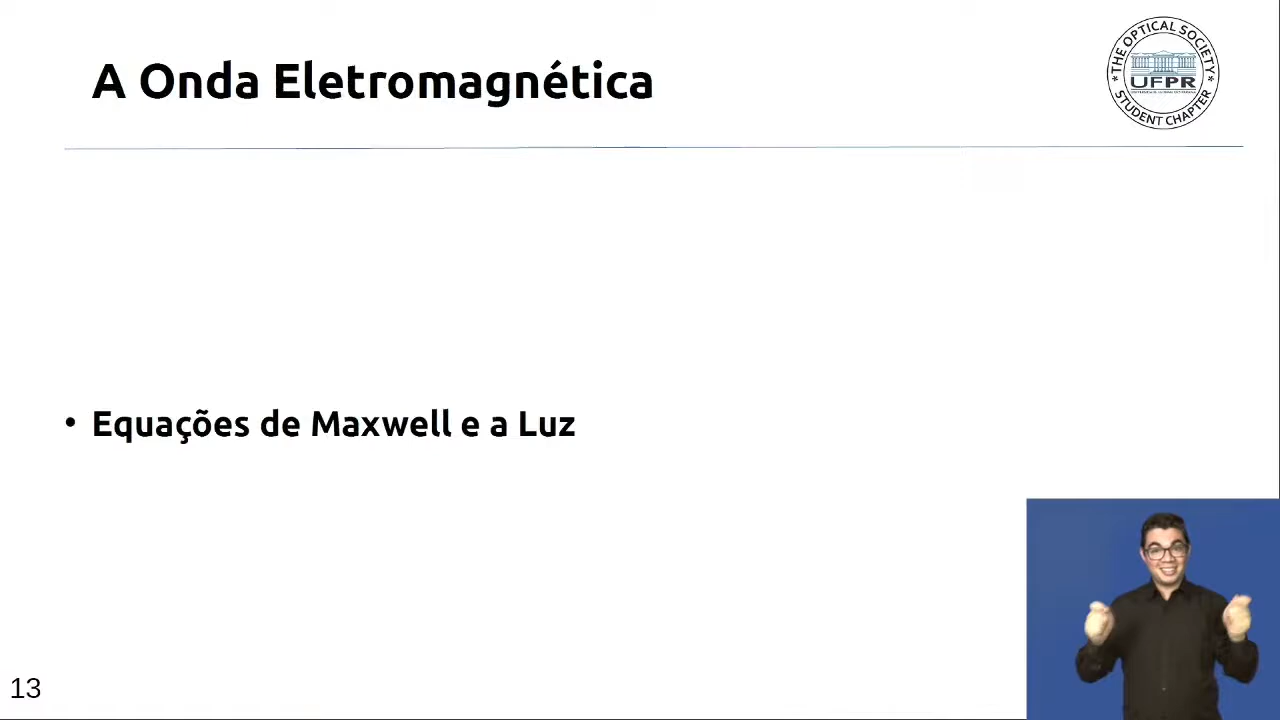 A Onda Eletromagnética
* THE OPTICAL SOCIETY *
UFPR
STUDENT CHAPTER
• Equações de Maxwell e a Luz
13